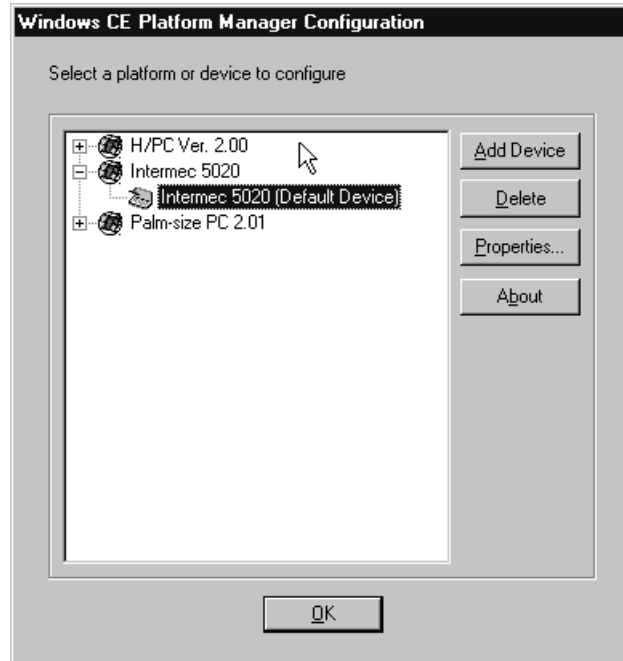 Windows CE Platform Manager Configuration
Select a platform or device to configure
H/PC Ver. 2.00
Intermec 5020
Intermec 5020 (Default Device)
Palm-size PC 2.01
Add Device
Delete
Properties...
About
OK